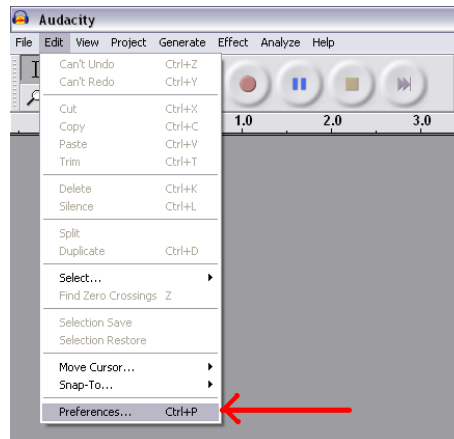 Audacity
File Edit View Project Generate Effect Analyze Help
Can't Undo Ctrl+Z
Can't Redo Ctrl+Y
Cut Ctrl+X
Copy Ctrl+C
Paste Ctrl+V
Trim Ctrl+T
Delete Ctrl+K
Silence Ctrl+L
Split
Duplicate Ctrl+D
Select...
Find Zero Crossings Z
Selection Save
Selection Restore
Move Cursor...
Snap-To...
Preferences... Ctrl+P
1.0 2.0 3.0